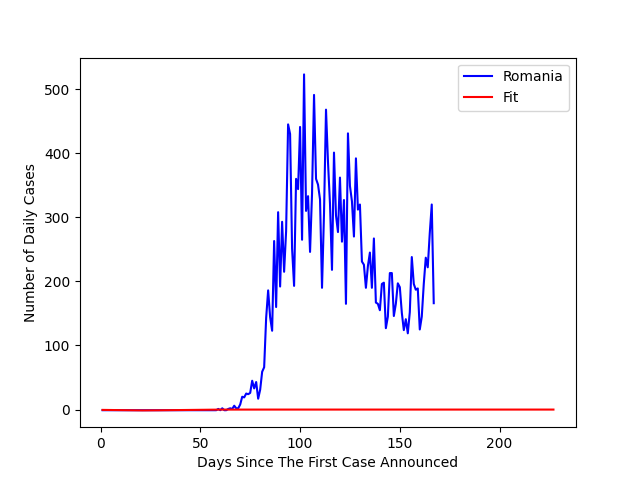 Romania
Fit
500
400
300
200
100
0
Number of Daily Cases
0 50 100 150 200
Days Since The First Case Announced